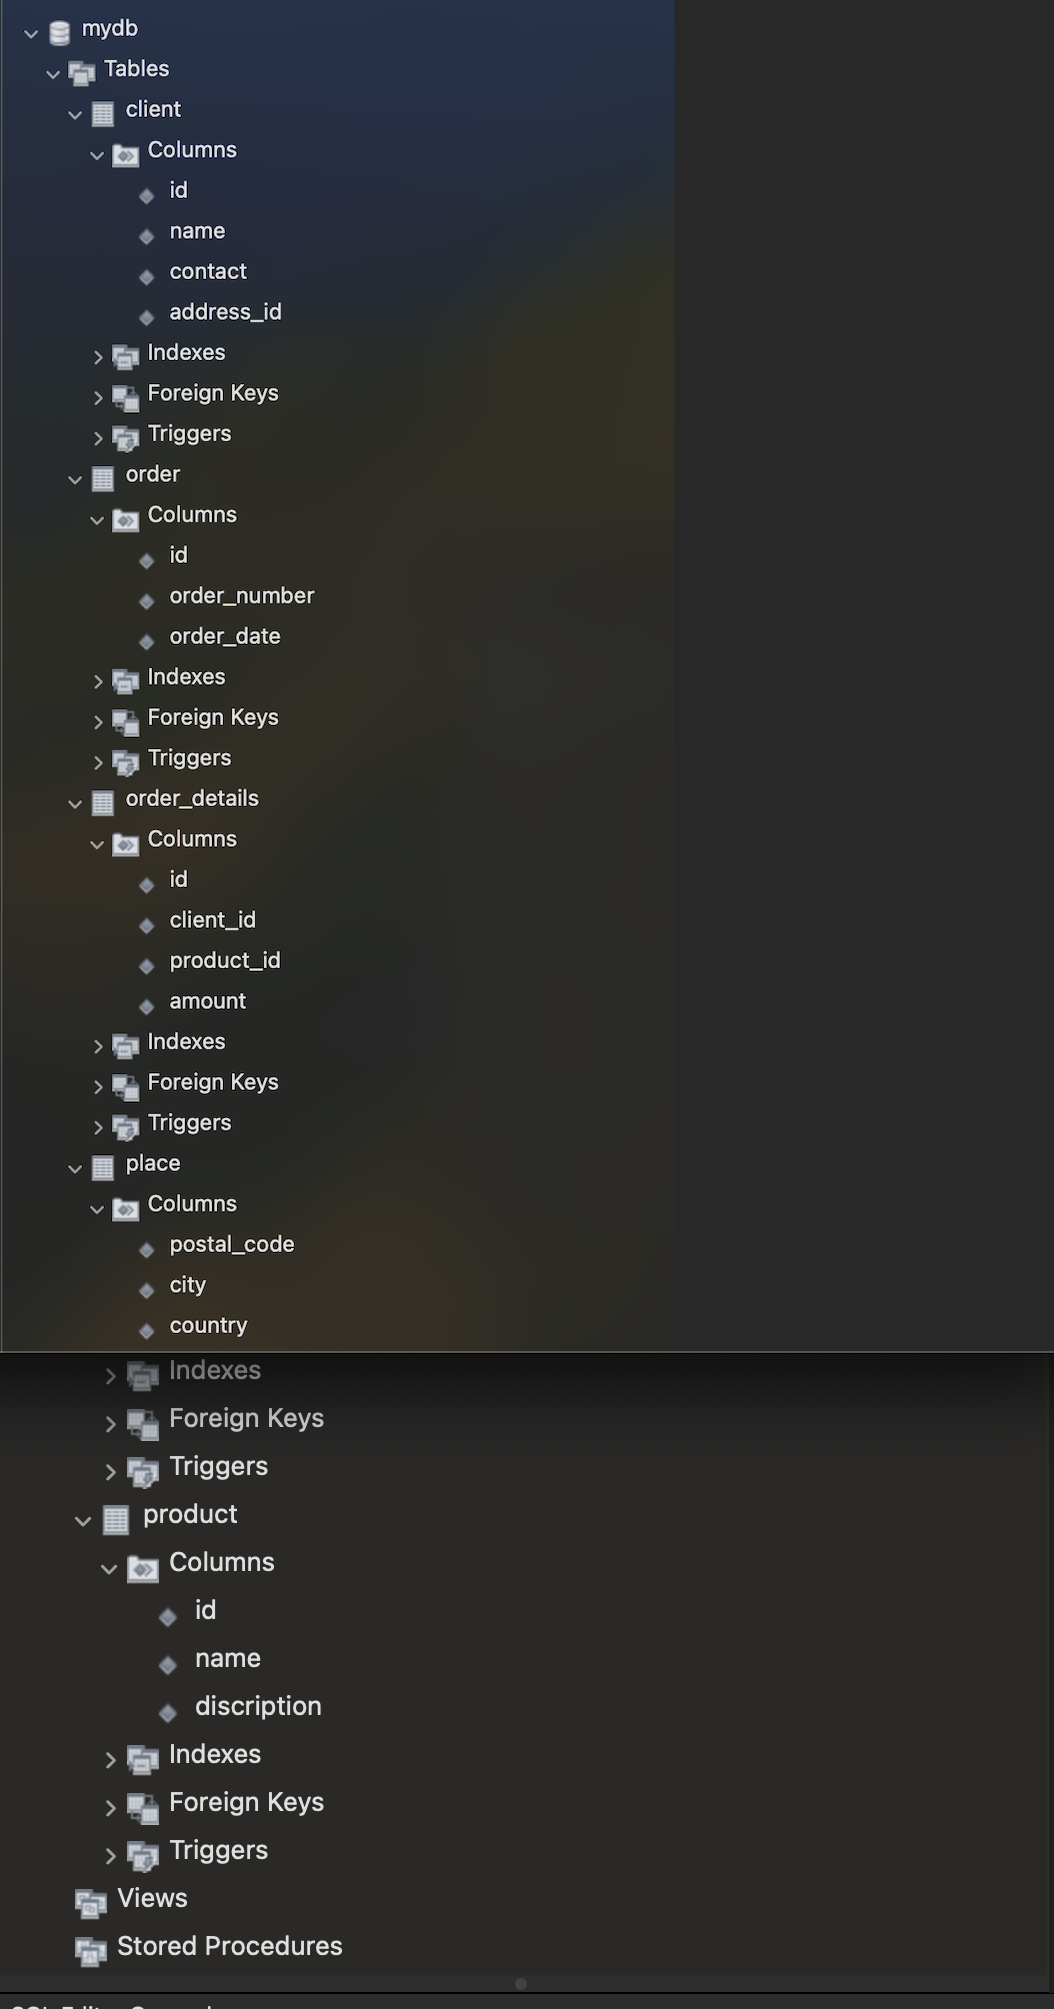 mydb
Tables
client
Columns
id
name
contact
address_id
Indexes
Foreign Keys
Triggers
order
Columns
id
order_number
order_date
Indexes
Foreign Keys
Triggers
order_details
Columns
id
client_id
product_id
amount
Indexes
Foreign Keys
Triggers
place
Columns
postal_code
city
country
Indexes
Foreign Keys
Triggers
product
Columns
id
name
discription
Indexes
Foreign Keys
Triggers
Views
Stored Procedures